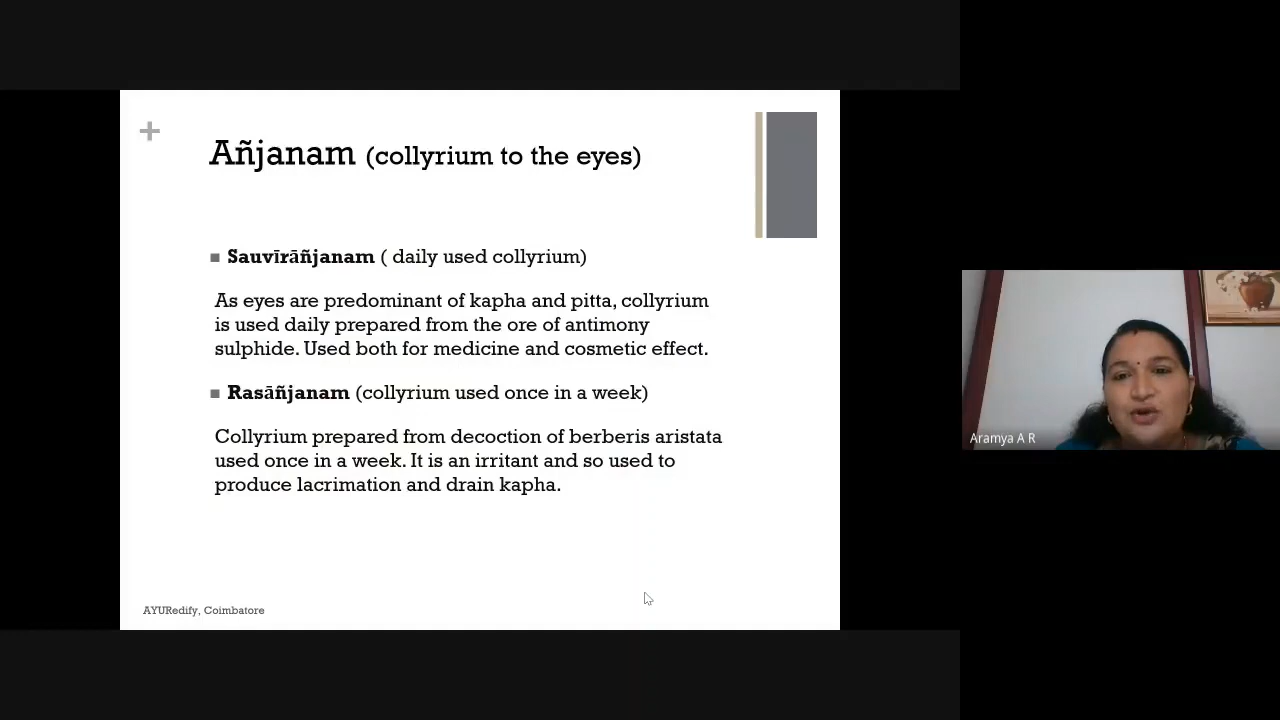 Añjanam (collyrium to the eyes)
Sauvīrāñjanam ( daily used collyrium)
As eyes are predominant of kapha and pitta, collyrium
is used daily prepared from the ore of antimony
sulphide. Used both for medicine and cosmetic effect.
Rasāñjanam (collyrium used once in a week)
Collyrium prepared from decoction of berberis aristata
used once in a week. It is an irritant and so used to
produce lacrimation and drain kapha.
AYURedify, Coimbatore
Aramya A R